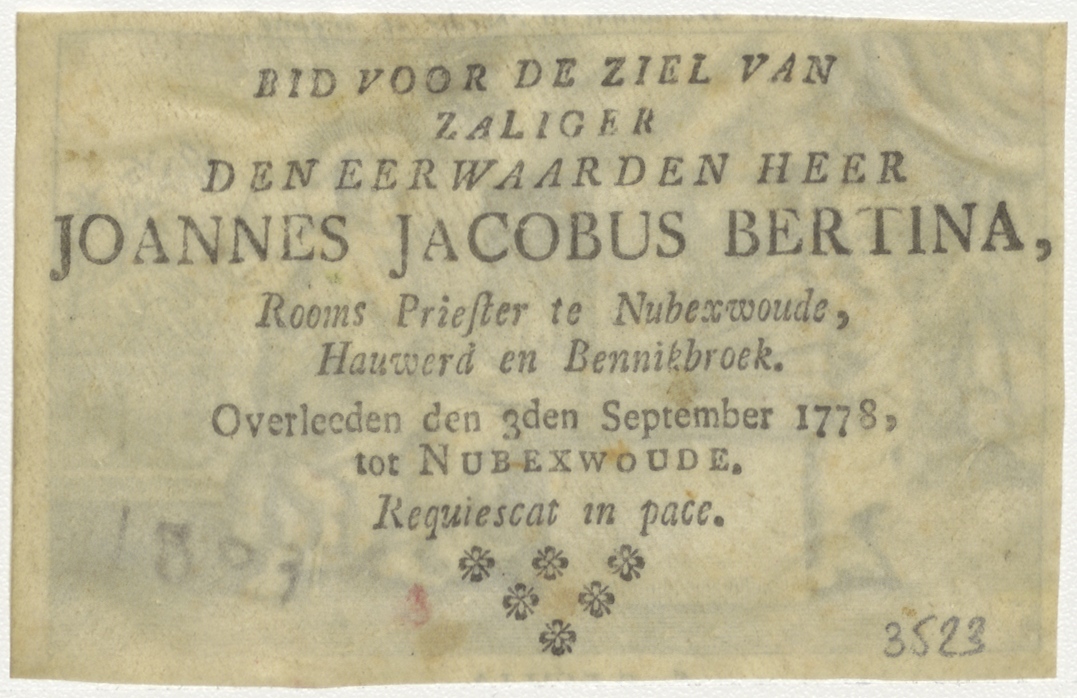 BID VOOR DE ZIEL VAN
ZALIGER
DEN EERWAARDEN HEER
JOANNES JACOBUS BERTINA,
Rooms Prieſter te Nubexwoude,
Hauwerd en Bennikbroek.
Overleeden den 3den September 1778,
tot NUBEXWOUDE.
Requiescat in pace.
3523